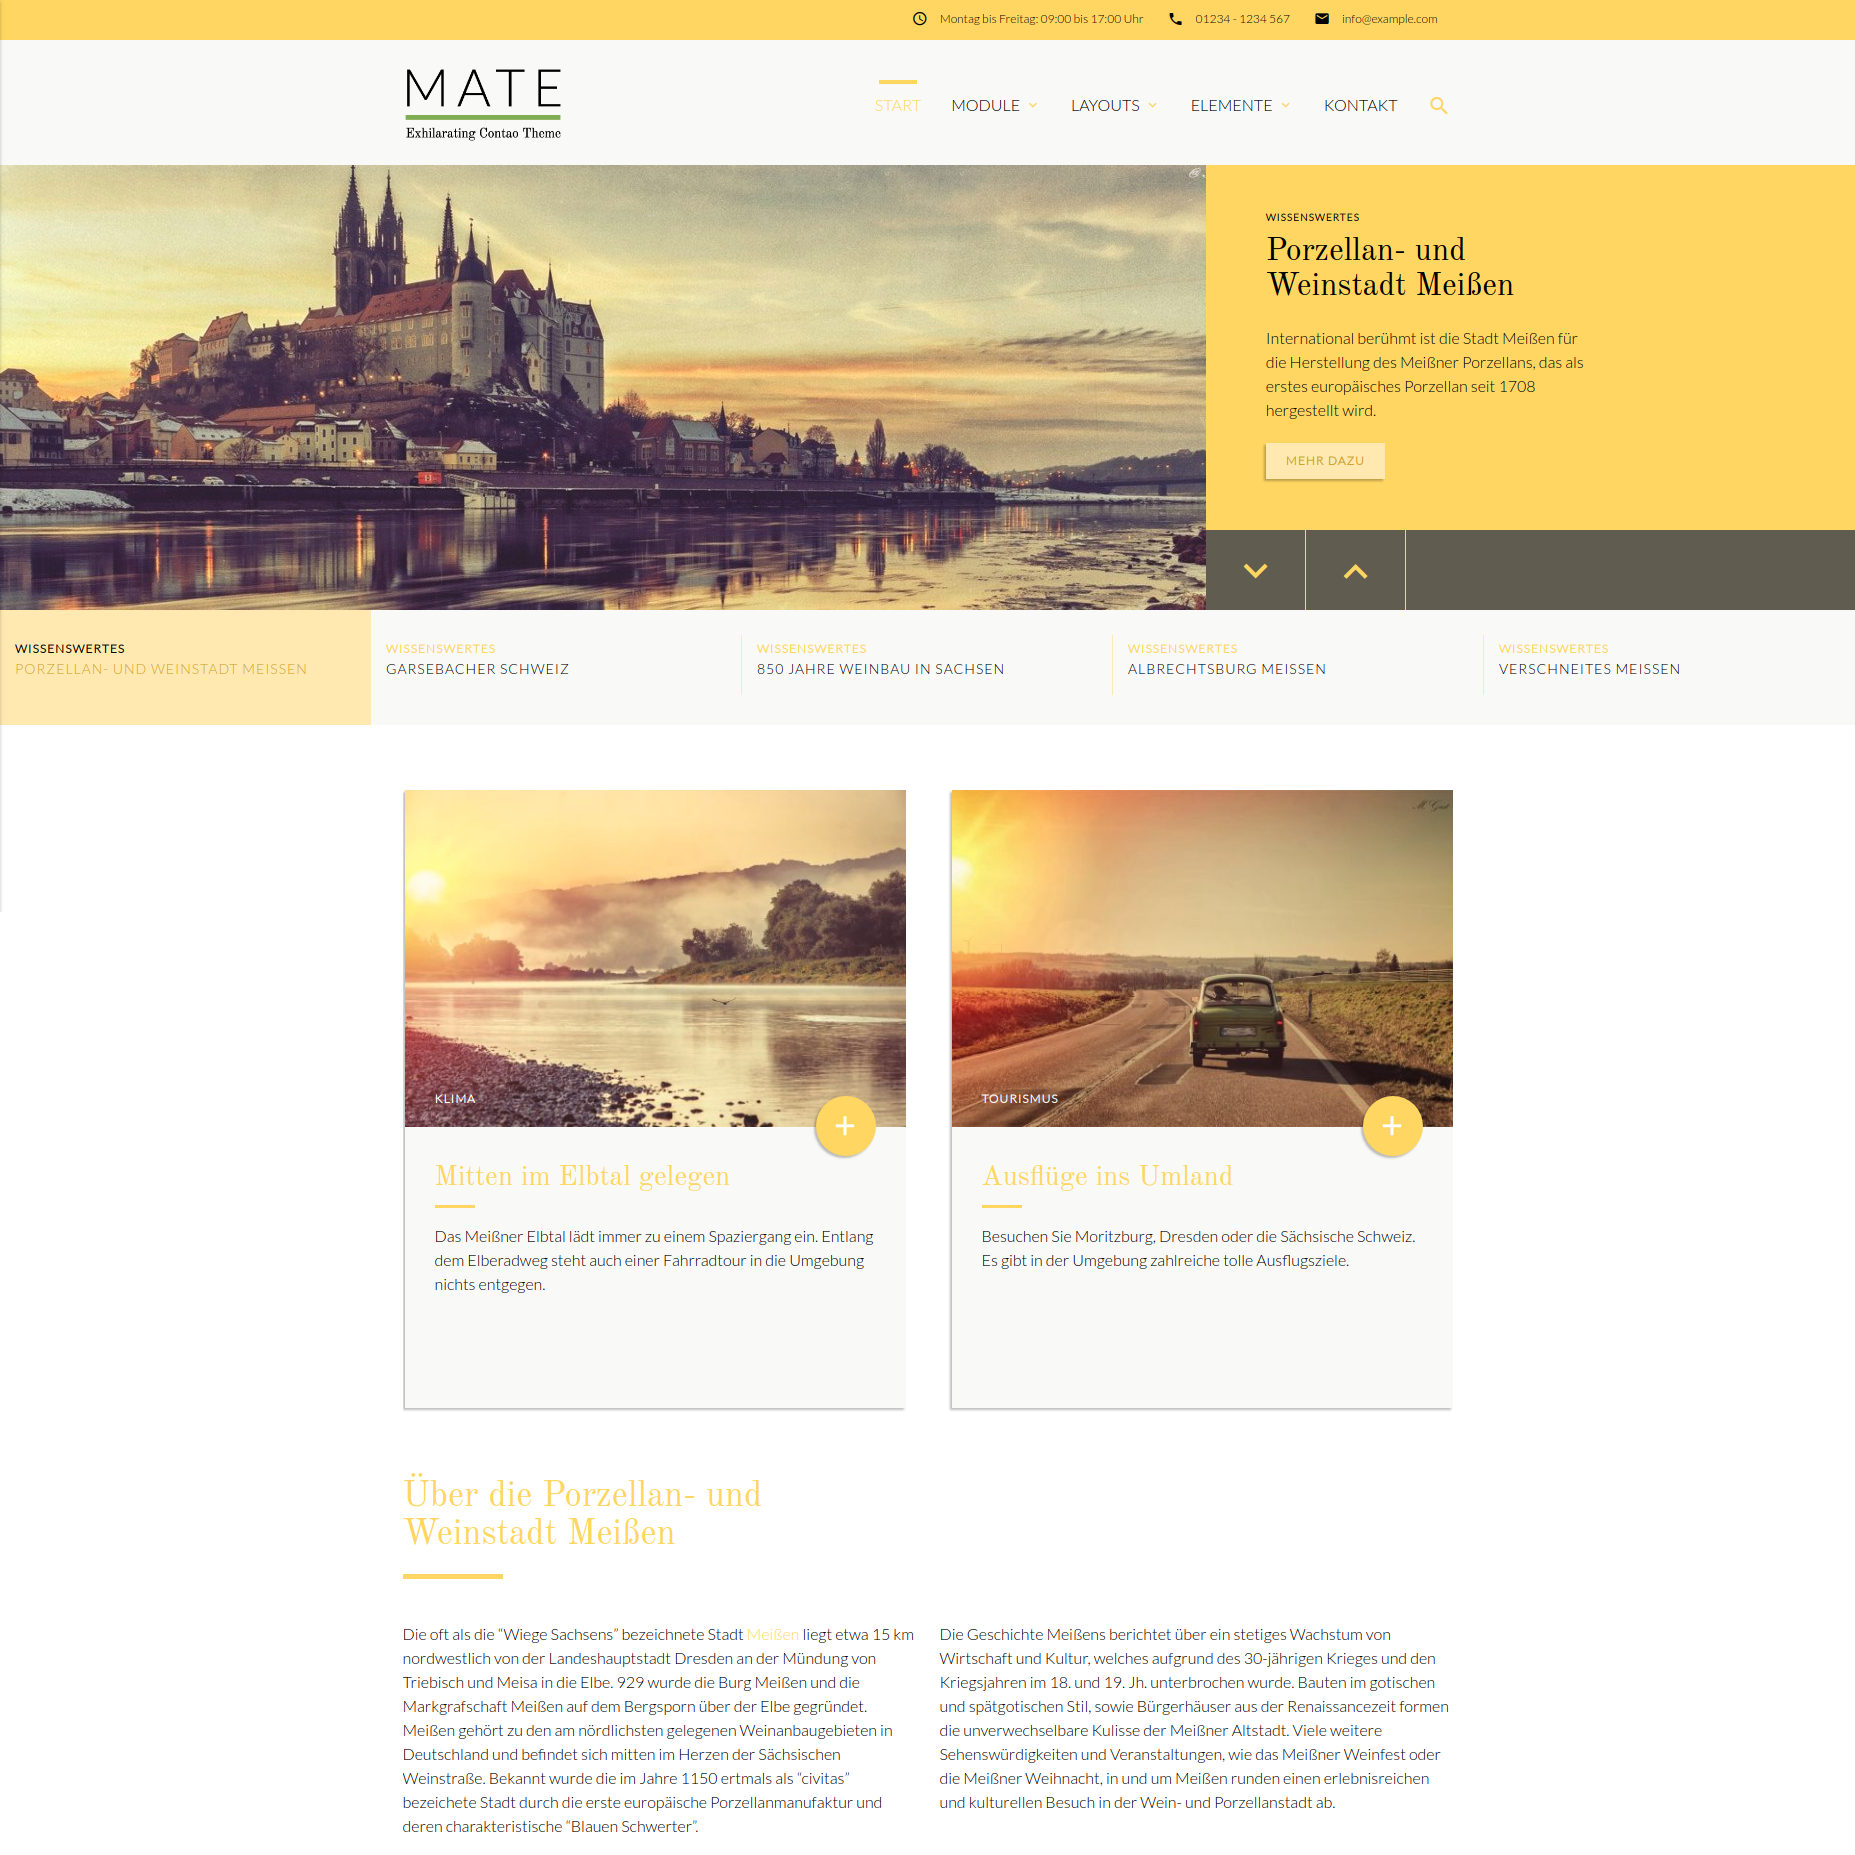 Montag bis Freitag: 09:00 bis 17:00 Uhr 01234 - 1234 567 info@example.com
MATE
Exhilarating Contao Theme
START MODULE LAYOUTS ELEMENTE KONTAKT
WISSENSWERTES
Porzellan- und
Weinstadt Meißen
International berühmt ist die Stadt Meißen für
die Herstellung des Meißner Porzellans, das als
erstes europäisches Porzellan seit 1708
hergestellt wird.
MEHR DAZU
WISSENSWERTES
PORZELLAN- UND WEINSTADT MEISSEN
WISSENSWERTES
GARSEBACHER SCHWEIZ
WISSENSWERTES
850 JAHRE WEINBAU IN SACHSEN
WISSENSWERTES
ALBRECHTSBURG MEISSEN
WISSENSWERTES
VERSCHNEITES MEISSEN
KLIMA
Mitten im Elbtal gelegen
Das Meißner Elbtal lädt immer zu einem Spaziergang ein. Entlang
dem Elberadweg steht auch einer Fahrradtour in die Umgebung
nichts entgegen.
TOURISMUS
Ausflüge ins Umland
Besuchen Sie Moritzburg, Dresden oder die Sächsische Schweiz.
Es gibt in der Umgebung zahlreiche tolle Ausflugsziele.
Über die Porzellan- und
Weinstadt Meißen
Die oft als die “Wiege Sachsens” bezeichnete Stadt Meißen liegt etwa 15 km
nordwestlich von der Landeshauptstadt Dresden an der Mündung von
Triebisch und Meisa in die Elbe. 929 wurde die Burg Meißen und die
Markgrafschaft Meißen auf dem Bergsporn über der Elbe gegründet.
Meißen gehört zu den am nördlichsten gelegenen Weinanbaugebieten in
Deutschland und befindet sich mitten im Herzen der Sächsischen
Weinstraße. Bekannt wurde die im Jahre 1150 ertmals als “civitas”
bezeichete Stadt durch die erste europäische Porzellanmanufaktur und
deren charakteristische “Blauen Schwerter”.
Die Geschichte Meißens berichtet über ein stetiges Wachstum von
Wirtschaft und Kultur, welches aufgrund des 30-jährigen Krieges und den
Kriegsjahren im 18. und 19. Jh. unterbrochen wurde. Bauten im gotischen
und spätgotischen Stil, sowie Bürgerhäuser aus der Renaissancezeit formen
die unverwechselbare Kulisse der Meißner Altstadt. Viele weitere
Sehenswürdigkeiten und Veranstaltungen, wie das Meißner Weinfest oder
die Meißner Weihnacht, in und um Meißen runden einen erlebnisreichen
und kulturellen Besuch in der Wein- und Porzellanstadt ab.